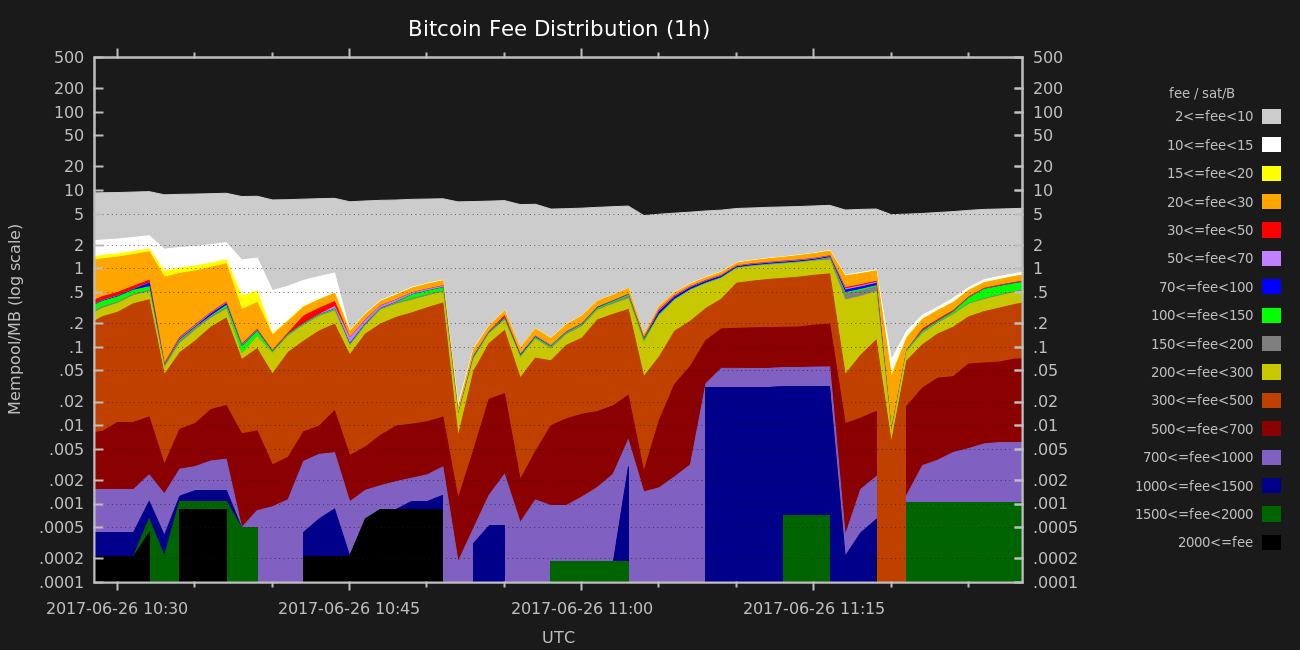 Bitcoin Fee Distribution (1h)
Mempool/MB (log scale)
500
200
100
50
20
10
5
2
1
.5
.2
.1
.05
.02
.01
.005
.002
.001
.0005
.0002
.0001
500
200
100
50
20
10
5
2
1
.5
.2
.1
.05
.02
.01
.005
.002
.001
.0005
.0002
.0001
2017-06-26 10:30 2017-06-26 10:45 2017-06-26 11:00 2017-06-26 11:15
UTC
fee / sat/B
2<=fee<10
10<=fee<15
15<=fee<20
20<=fee<30
30<=fee<50
50<=fee<70
70<=fee<100
100<=fee<150
150<=fee<200
200<=fee<300
300<=fee<500
500<=fee<700
700<=fee<1000
1000<=fee<1500
1500<=fee<2000
2000<=fee